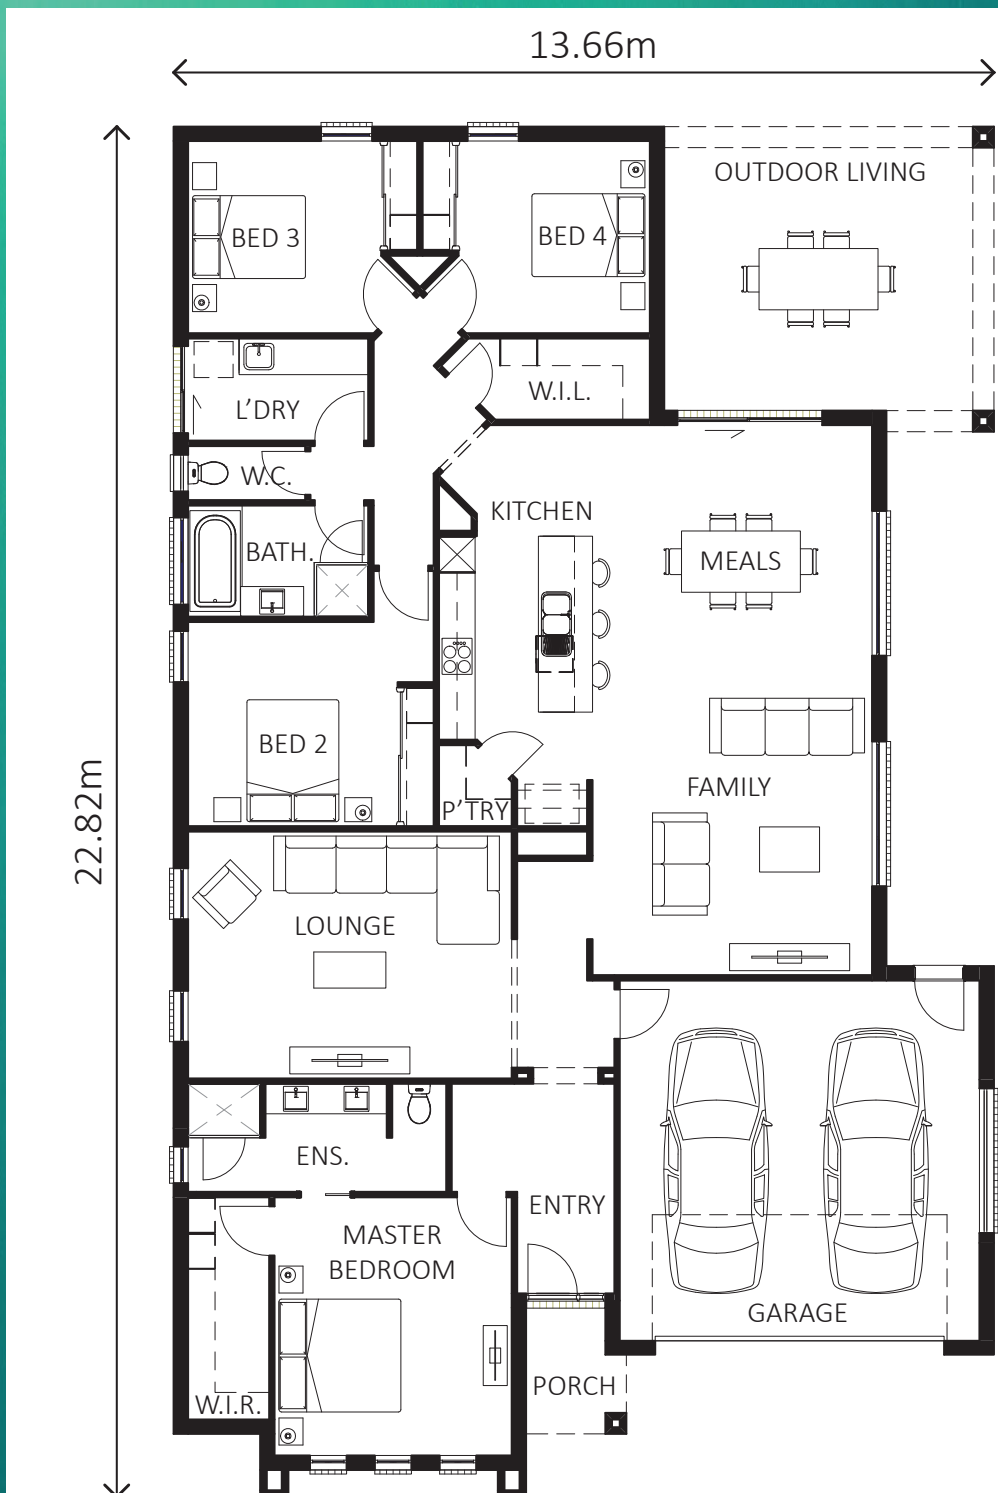 13.66m
OUTDOOR LIVING
BED 3
BED 4
W.I.L.
L'DRY
W.C.
KITCHEN
BATH.
MEALS
BED 2
FAMILY
P'TRY
22.82m
LOUNGE
ENS.
ENTRY
MASTER
BEDROOM
GARAGE
PORCH
W.I.R.